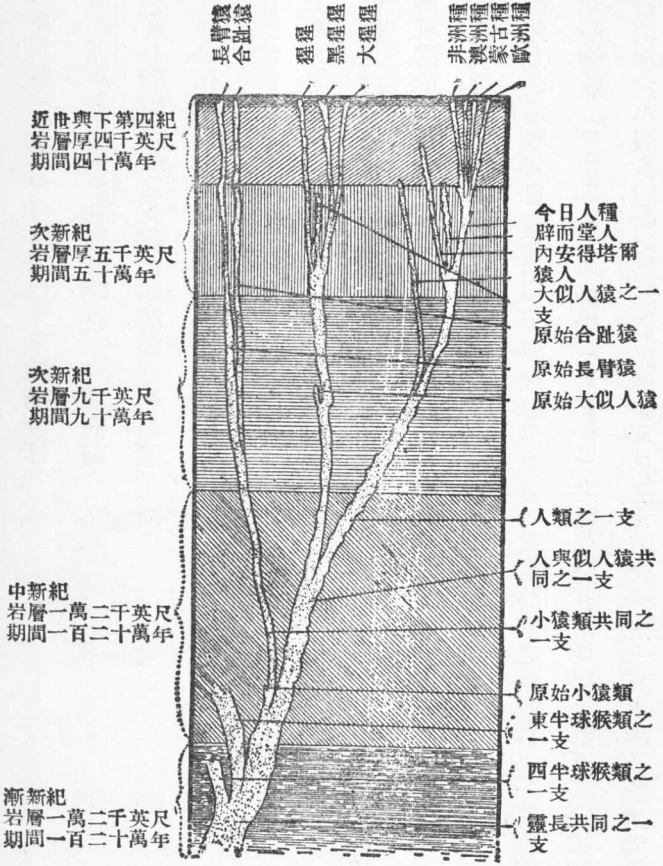 長臂猿
合趾猿
猩猩
黑猩猩
大猩猩
非洲種
澳洲種
蒙古種
歐洲種
近世與下第四紀
岩層厚四千英尺
期間四十萬年
次新紀
岩層厚五千英尺
期間五十萬年
次新紀
岩層九千英尺
期間九十萬年
中新紀
岩層一萬二千英尺
期間一百二十萬年
漸新紀
岩層一萬二千英尺
期間一百二十萬年
今日人種
辟而堂人
內安得塔爾
猿人
大似人猿之一
支
原始合趾猿
原始長臂猿
原始大似人猿
人類之一支
人與似人猿共
同之一支
小猿類共同之
一支
原始小猿類
東半球猴類之
一支
西半球猴類之
一支
靈長共同之一
支